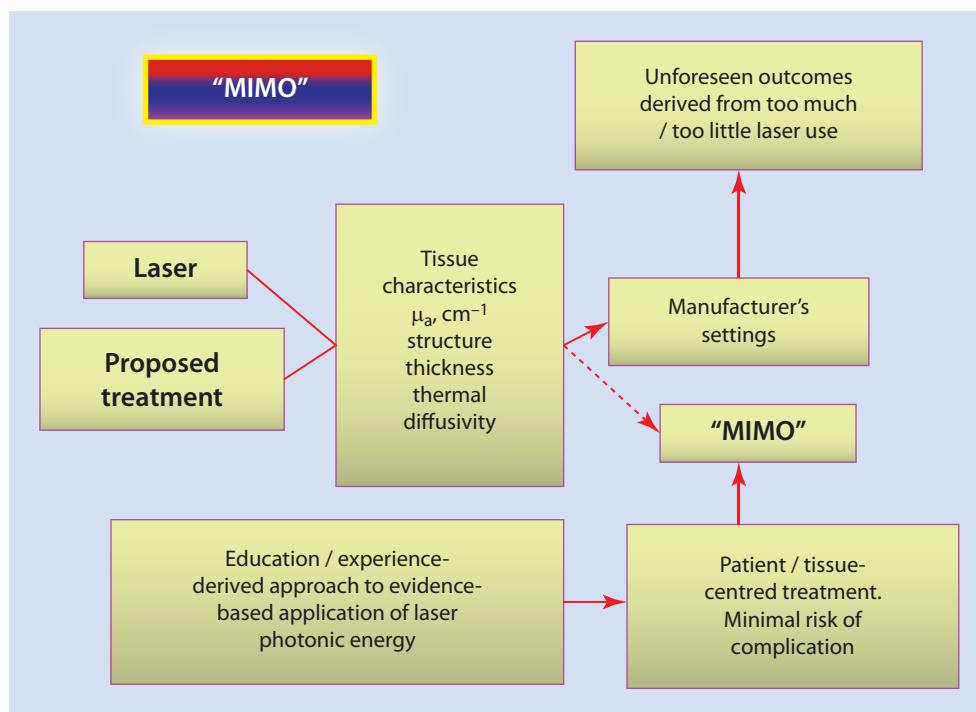 “MIMO”
Unforeseen outcomes
derived from too much
/ too little laser use
Laser
Proposed
treatment
Tissue
characteristics
μₐ, cm⁻¹
structure
thickness
thermal
diffusivity
Manufacturer’s
settings
“MIMO”
Education / experience-
derived approach to evidence-
based application of laser
photonic energy
Patient / tissue-
centred treatment.
Minimal risk of
complication